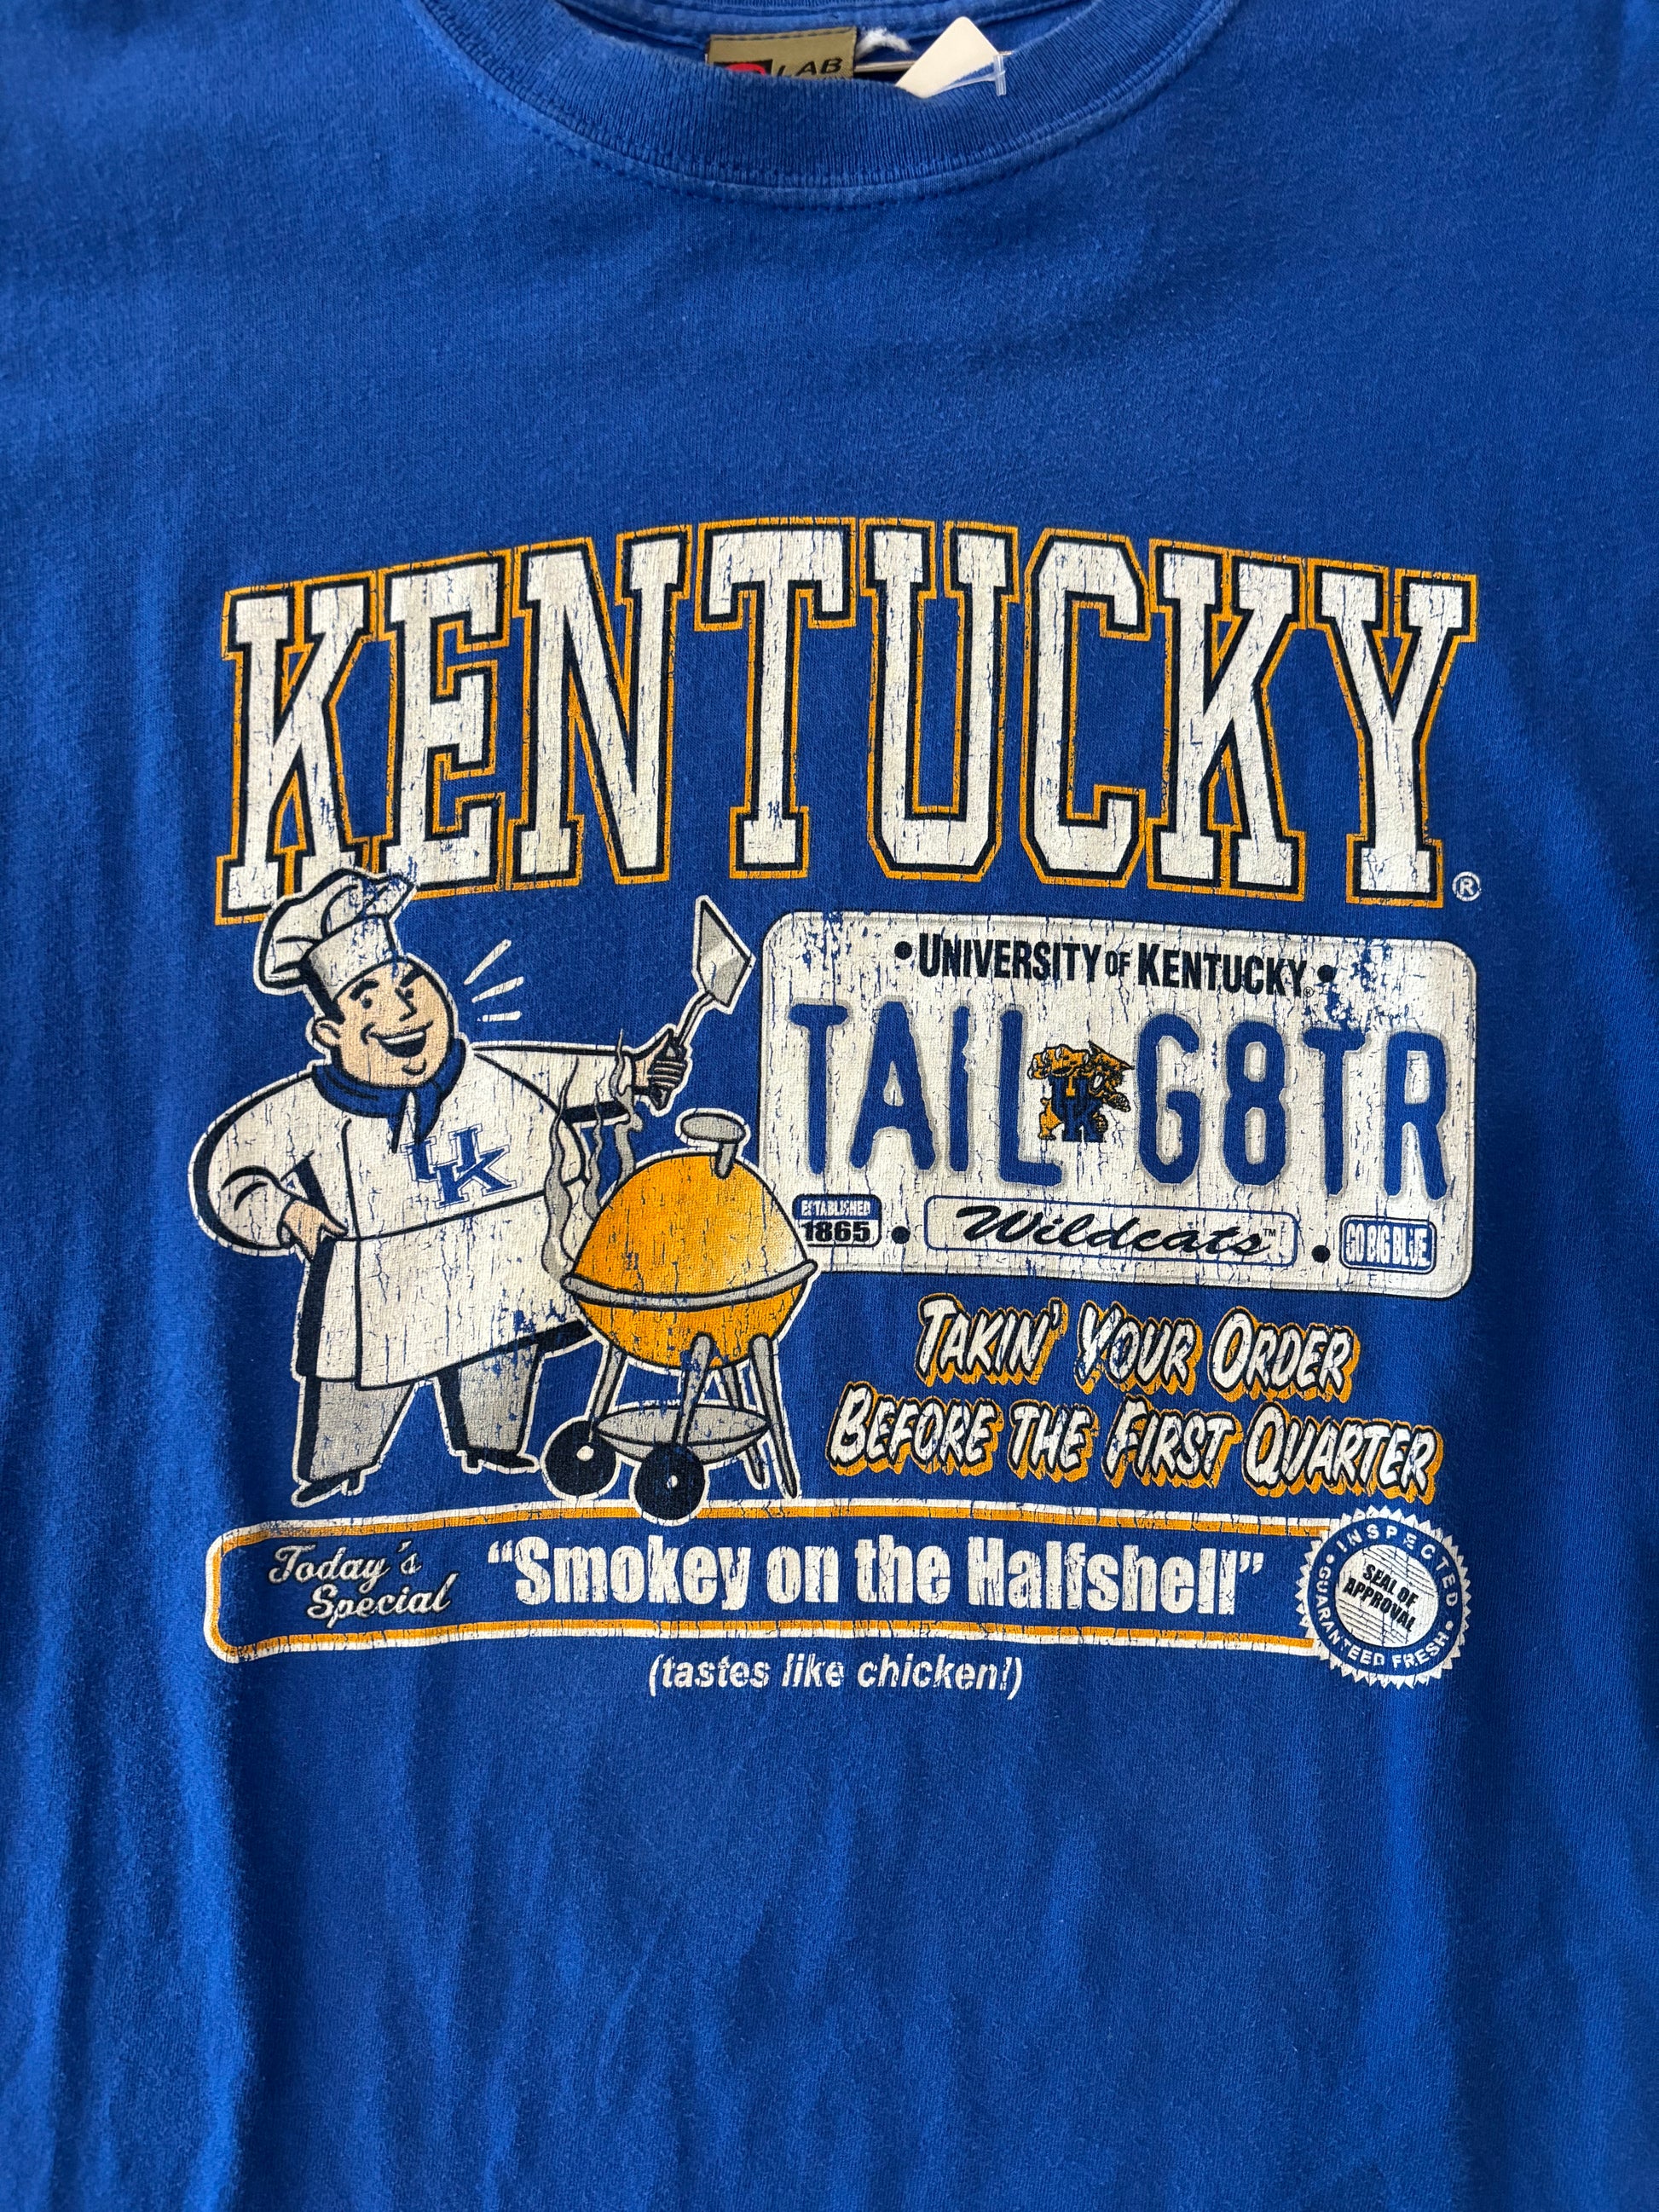 LAB
KENTUCKY®
• UNIVERSITY OF KENTUCKY® •
TAIL UK G8TR
UK
ESTABLISHED
1865 • Wildcats™ • GO BIG BLUE
TAKIN' YOUR ORDER
BEFORE THE FIRST QUARTER
Today's
Special
"Smokey on the Halfshell"
• INSPECTED •
SEAL OF
APPROVAL
GUARANTEED FRESH
(tastes like chicken!)